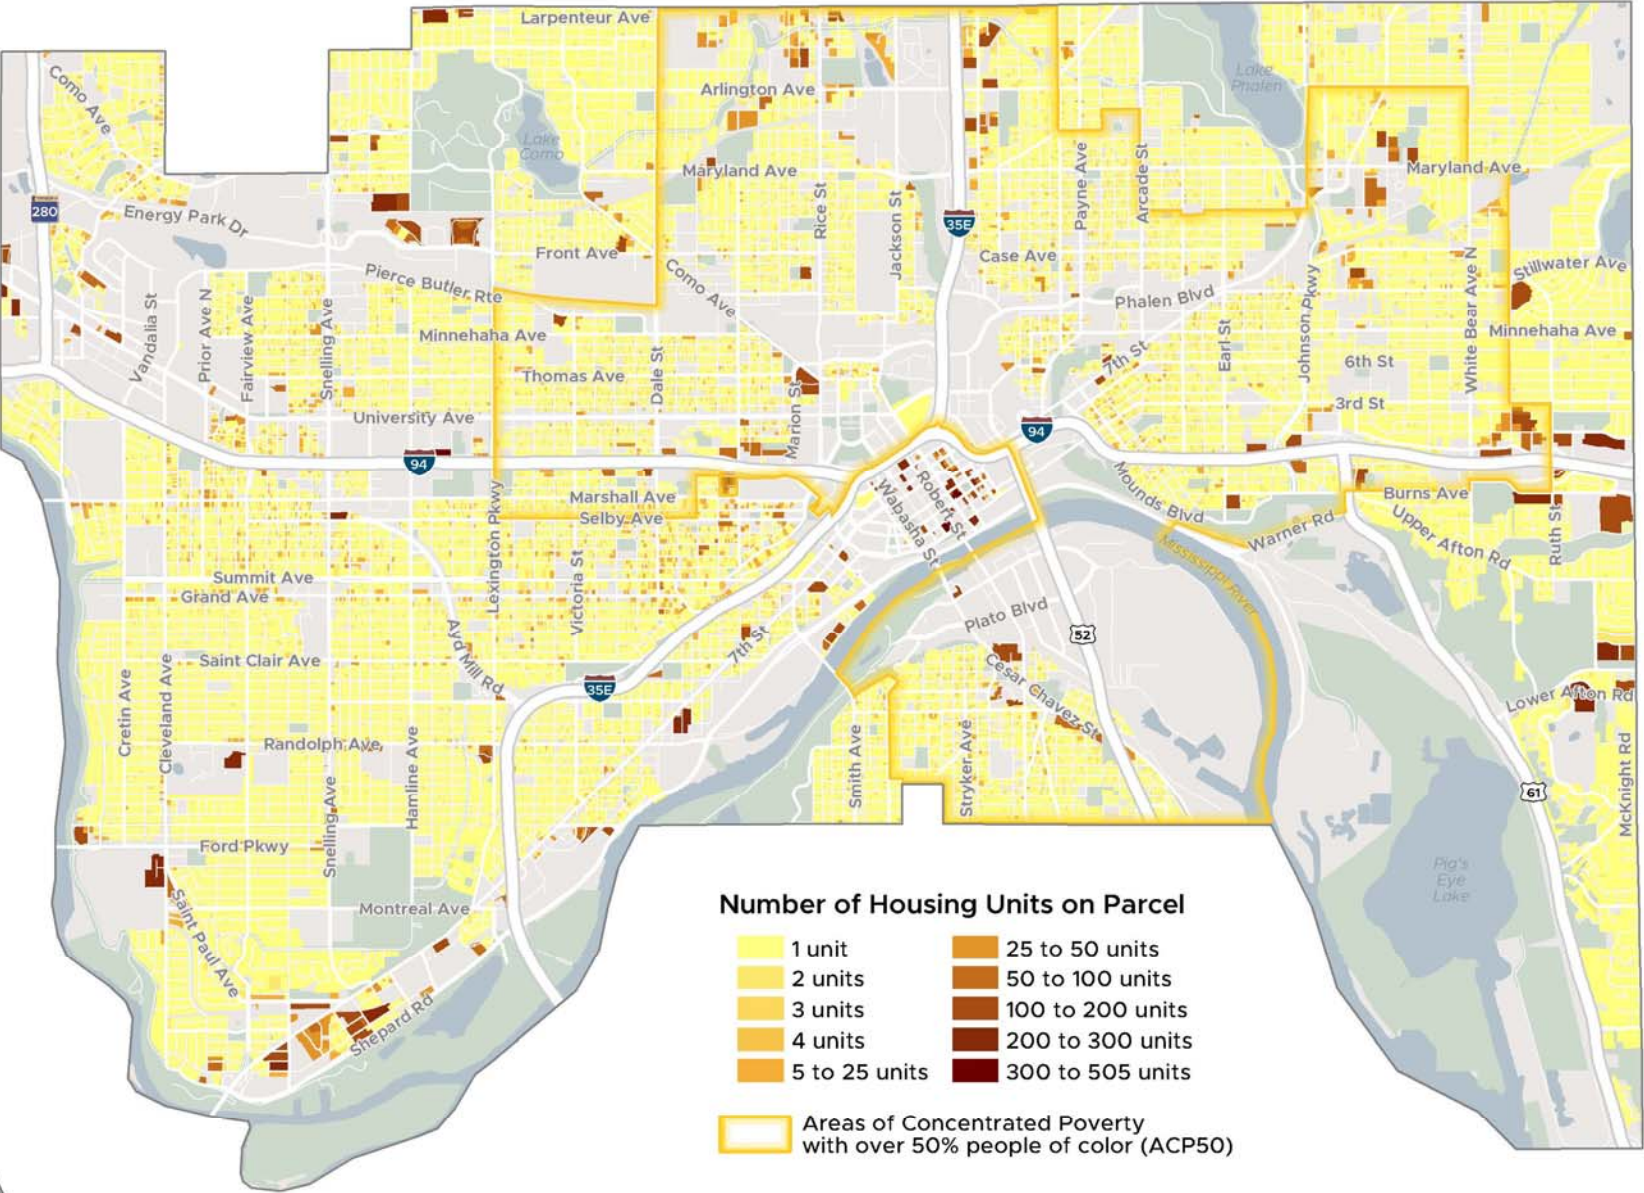 Larpenteur Ave
Como Ave
Arlington Ave
Lake
Phalen
Lake
Como
Maryland Ave
Maryland Ave
Payne Ave
Arcade St
Rice St
Jackson St
280
Energy Park Dr
35E
Front Ave
Case Ave
Pierce Butler Rte
Como Ave
Phalen Blvd
Johnson Pkwy
White Bear Ave N
Stillwater Ave
Vandalia St
Prior Ave N
Fairview Ave
Snelling Ave
Minnehaha Ave
Minnehaha Ave
Earl St
7th St
6th St
Thomas Ave
Dale St
Marion St
3rd St
University Ave
94
94
Marshall Ave
Selby Ave
Robert St
Wabasha St
Mounds Blvd
Burns Ave
Upper Afton Rd
Ruth St
Warner Rd
Mississippi River
Lexington Pkwy
Victoria St
Summit Ave
Grand Ave
Plato Blvd
52
Ayd Mill Rd
7th St
Saint Clair Ave
35E
Cesar Chavez St
Lower Afton Rd
Cretin Ave
Cleveland Ave
Randolph Ave
Hamline Ave
Snelling Ave
Smith Ave
Stryker Ave
McKnight Rd
61
Ford Pkwy
Pig's
Eye
Lake
Saint Paul Ave
Montreal Ave
Shepard Rd
Number of Housing Units on Parcel
1 unit
2 units
3 units
4 units
5 to 25 units
25 to 50 units
50 to 100 units
100 to 200 units
200 to 300 units
300 to 505 units
Areas of Concentrated Poverty
with over 50% people of color (ACP50)